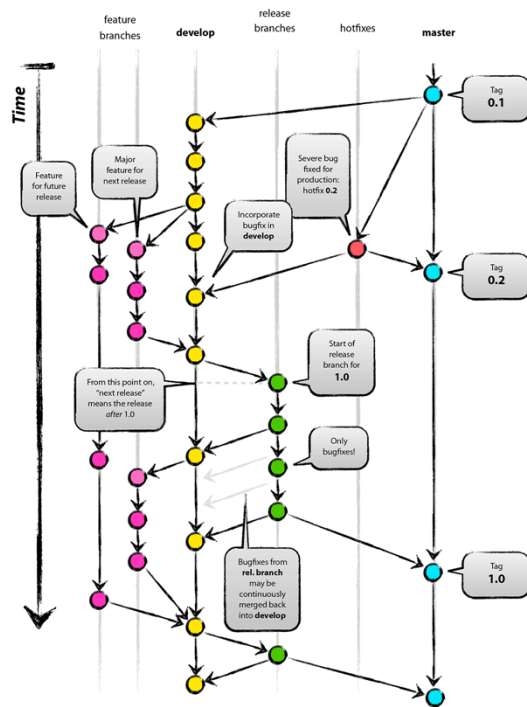 feature
branches
develop
release
branches
hotfixes
master
Time
Tag
0.1
Major
feature for
next release
Feature
for future
release
Severe bug
fixed for
production:
hotfix 0.2
Incorporate
bugfix in
develop
Tag
0.2
Start of
release
branch for
1.0
From this point on,
"next release"
means the release
after 1.0
Only
bugfixes!
Bugfixes from
rel. branch
may be
continuously
merged back
into develop
Tag
1.0